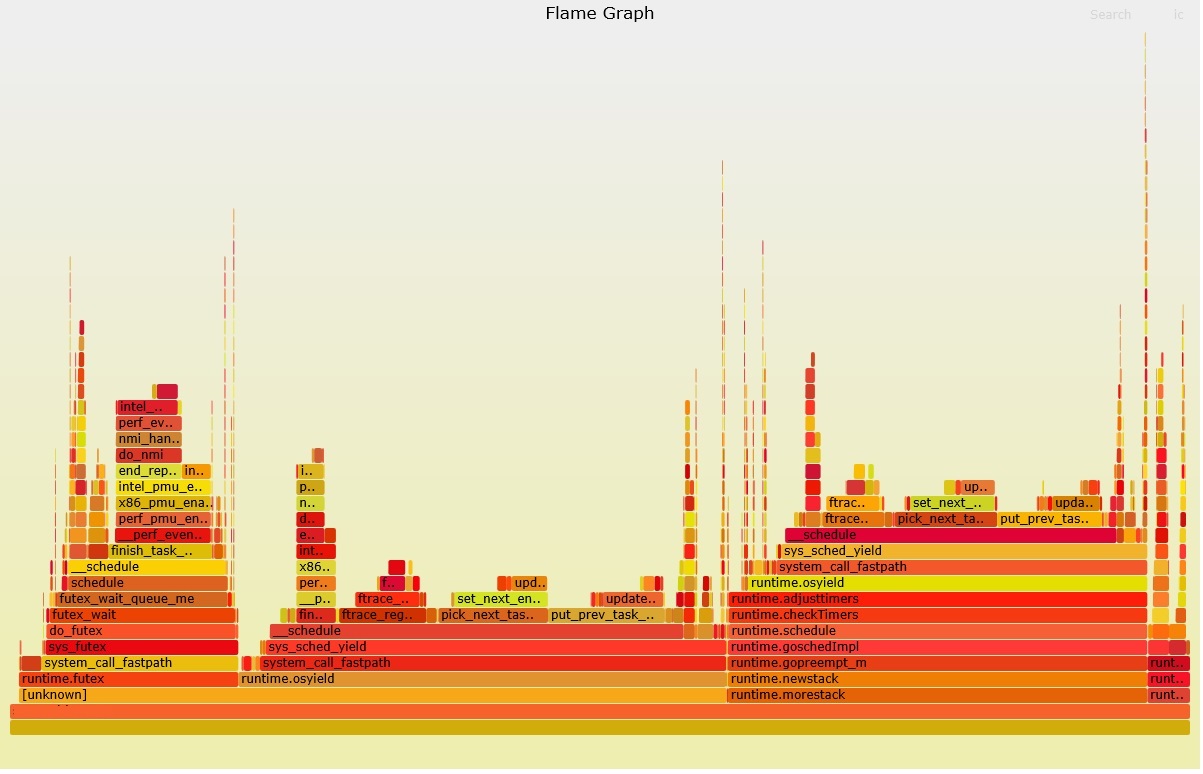 Flame Graph
Search ic
intel_..
perf_ev..
nmi_han..
do_nmi
end_rep.. in.. i..
intel_pmu_e.. p.. up..
x86_pmu_ena.. n.. ftrac.. set_next_.. upda..
perf_pmu_en.. d.. ftrace.. pick_next_ta.. put_prev_tas..
__perf_even.. e.. __schedule
finish_task_.. int.. sys_sched_yield
__schedule x86.. system_call_fastpath
schedule per.. f.. upd.. runtime.osyield
futex_wait_queue_me __p.. ftrace_.. set_next_en.. update.. runtime.adjusttimers
futex_wait fin.. ftrace_reg.. pick_next_tas.. put_prev_task_.. runtime.checkTimers
do_futex __schedule runtime.schedule
sys_futex sys_sched_yield runtime.goschedImpl
system_call_fastpath system_call_fastpath runtime.gopreempt_m runt..
runtime.futex runtime.osyield runtime.newstack runt..
[unknown] runtime.morestack runt..